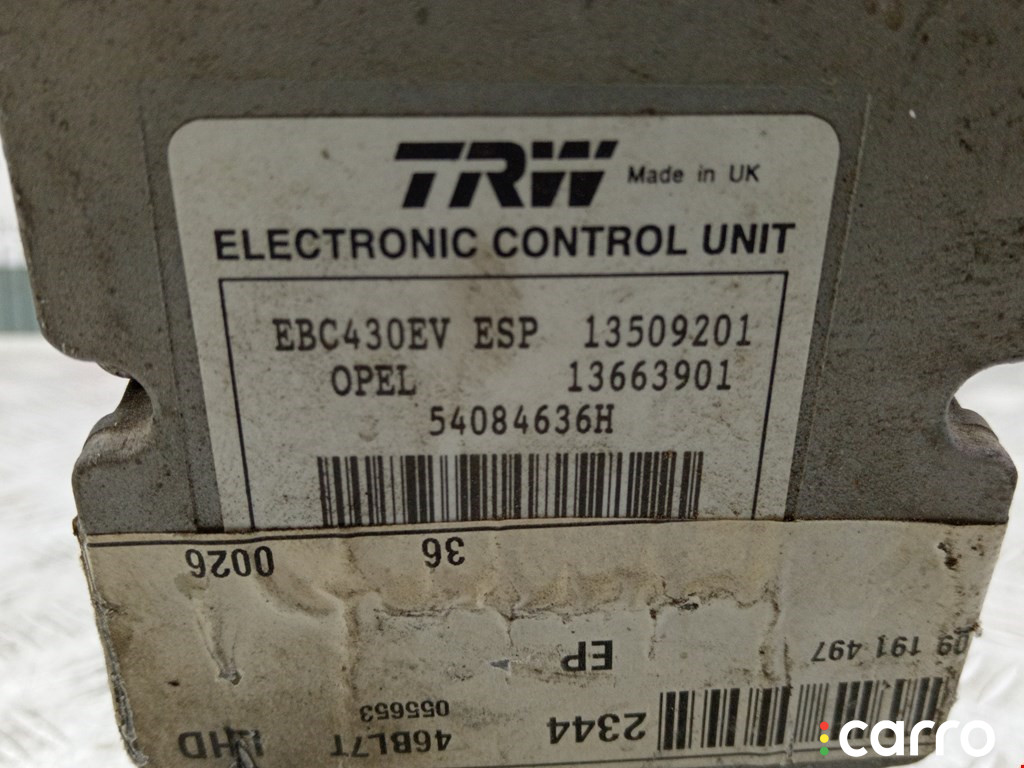 TRW Made in UK
ELECTRONIC CONTROL UNIT
EBC430EV ESP 13509201
OPEL 13663901
54084636H
36 0026
09 191 497
EP
055653
2344 46BL7T HD
carro